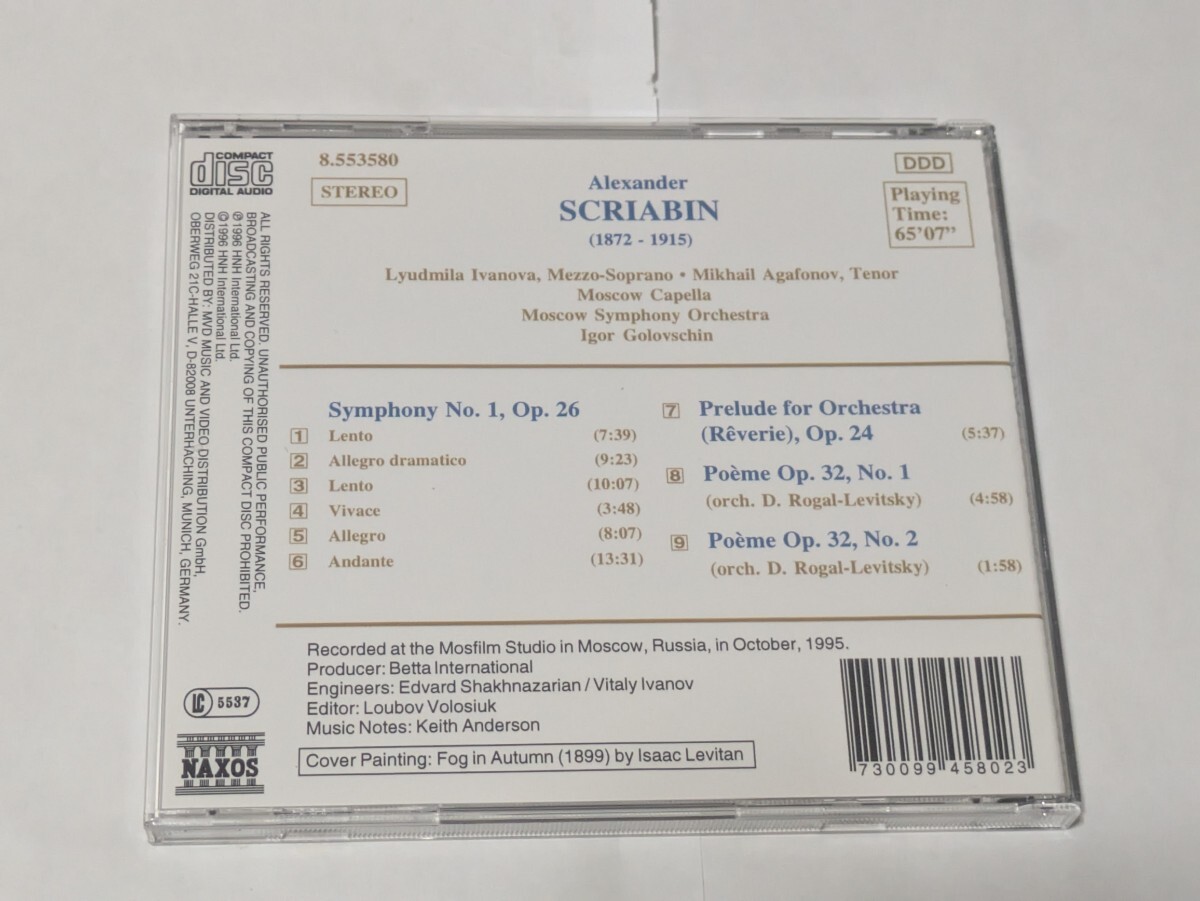 COMPACT
disc
DIGITAL AUDIO
8.553580
STEREO
DDD
Playing
Time:
65'07"
Alexander
SCRIABIN
(1872 - 1915)
Lyudmila Ivanova, Mezzo-Soprano • Mikhail Agafonov, Tenor
Moscow Capella
Moscow Symphony Orchestra
Igor Golovschin
Symphony No. 1, Op. 26
1 Lento (7:39)
2 Allegro dramatico (9:23)
3 Lento (10:07)
4 Vivace (3:48)
5 Allegro (8:07)
6 Andante (13:31)
7 Prelude for Orchestra
(Rêverie), Op. 24 (5:37)
8 Poème Op. 32, No. 1
(orch. D. Rogal-Levitsky) (4:58)
9 Poème Op. 32, No. 2
(orch. D. Rogal-Levitsky) (1:58)
Recorded at the Mosfilm Studio in Moscow, Russia, in October, 1995.
Producer: Betta International
Engineers: Edvard Shakhnazarian / Vitaly Ivanov
Editor: Loubov Volosiuk
Music Notes: Keith Anderson
Cover Painting: Fog in Autumn (1899) by Isaac Levitan
ALL RIGHTS RESERVED. UNAUTHORISED PUBLIC PERFORMANCE,
BROADCASTING AND COPYING OF THIS COMPACT DISC PROHIBITED.
℗ 1996 HNH International Ltd.
© 1996 HNH International Ltd.
DISTRIBUTED BY: MVD MUSIC AND VIDEO DISTRIBUTION GmbH,
OBERWEG 21C-HALLE V, D-82008 UNTERHACHING, MUNICH, GERMANY.
LC 5537
NAXOS
7 30099 45802 3